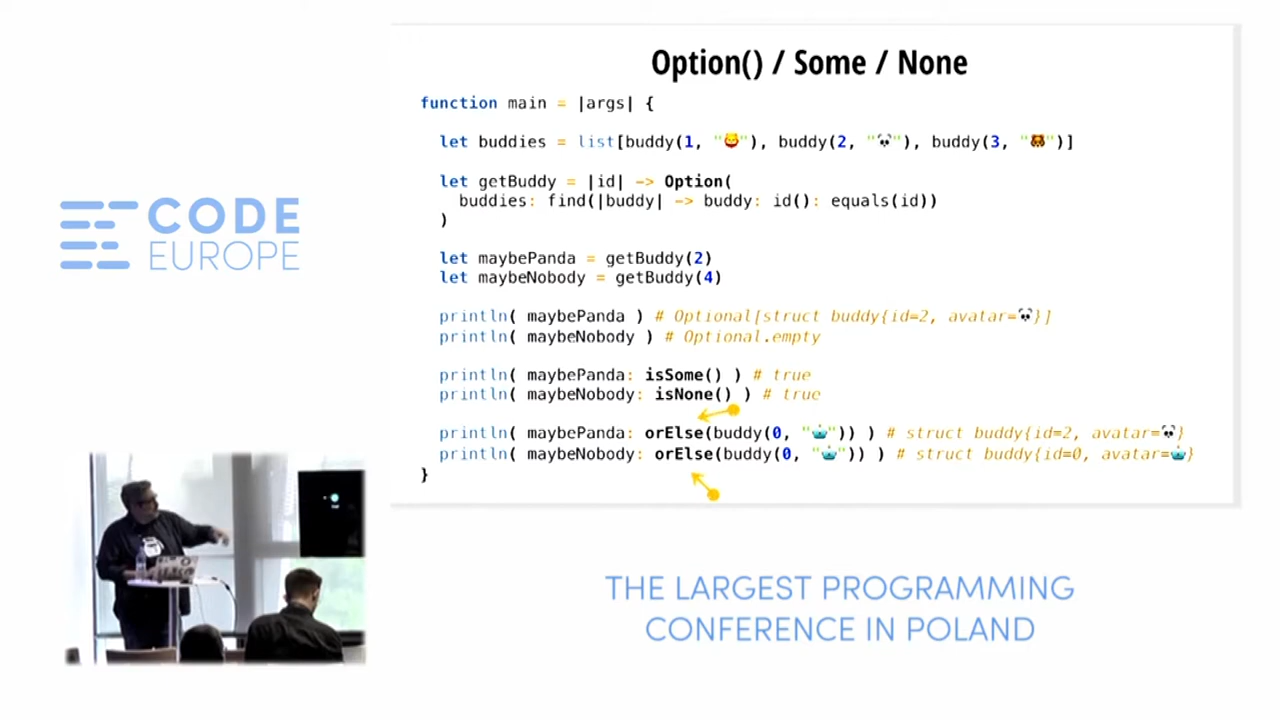 CODE
EUROPE
Option() / Some / None
function main = |args| {
let buddies = list[buddy(1, "🦁"), buddy(2, "🐼"), buddy(3, "🐻")]
let getBuddy = |id| -> Option(
buddies: find(|buddy| -> buddy: id(): equals(id))
)
let maybePanda = getBuddy(2)
let maybeNobody = getBuddy(4)
println( maybePanda ) # Optional[struct buddy{id=2, avatar=🐼}]
println( maybeNobody ) # Optional.empty
println( maybePanda: isSome() ) # true
println( maybeNobody: isNone() ) # true
println( maybePanda: orElse(buddy(0, "🤖")) ) # struct buddy{id=2, avatar=🐼}
println( maybeNobody: orElse(buddy(0, "🤖")) ) # struct buddy{id=0, avatar=🤖}
}
THE LARGEST PROGRAMMING
CONFERENCE IN POLAND